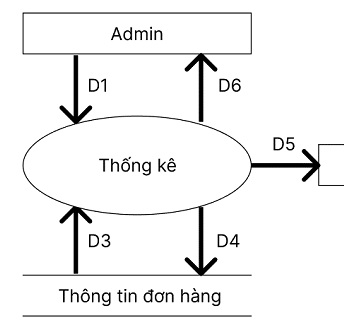 Admin
D1
D6
D5
Thống kê
D3
D4
Thông tin đơn hàng